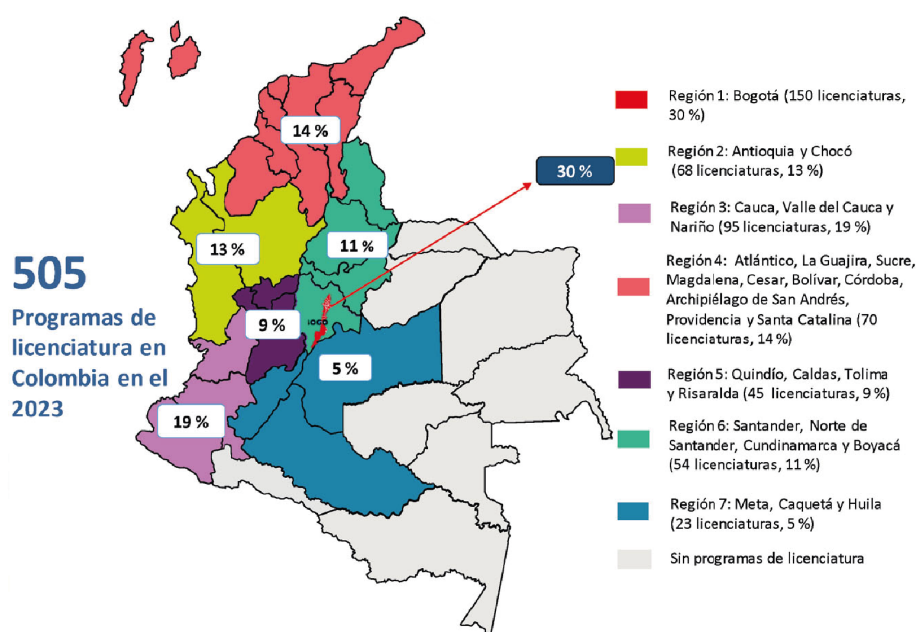 14 %
30 %
13 %
11 %
9 %
5 %
19 %
505
Programas de
licenciatura en
Colombia en el
2023
Región 1: Bogotá (150 licenciaturas,
30 %)
Región 2: Antioquia y Chocó
(68 licenciaturas, 13 %)
Región 3: Cauca, Valle del Cauca y
Nariño (95 licenciaturas, 19 %)
Región 4: Atlántico, La Guajira, Sucre,
Magdalena, Cesar, Bolívar, Córdoba,
Archipiélago de San Andrés,
Providencia y Santa Catalina (70
licenciaturas, 14 %)
Región 5: Quindío, Caldas, Tolima
y Risaralda (45 licenciaturas, 9 %)
Región 6: Santander, Norte de
Santander, Cundinamarca y Boyacá
(54 licenciaturas, 11 %)
Región 7: Meta, Caquetá y Huila
(23 licenciaturas, 5 %)
Sin programas de licenciatura